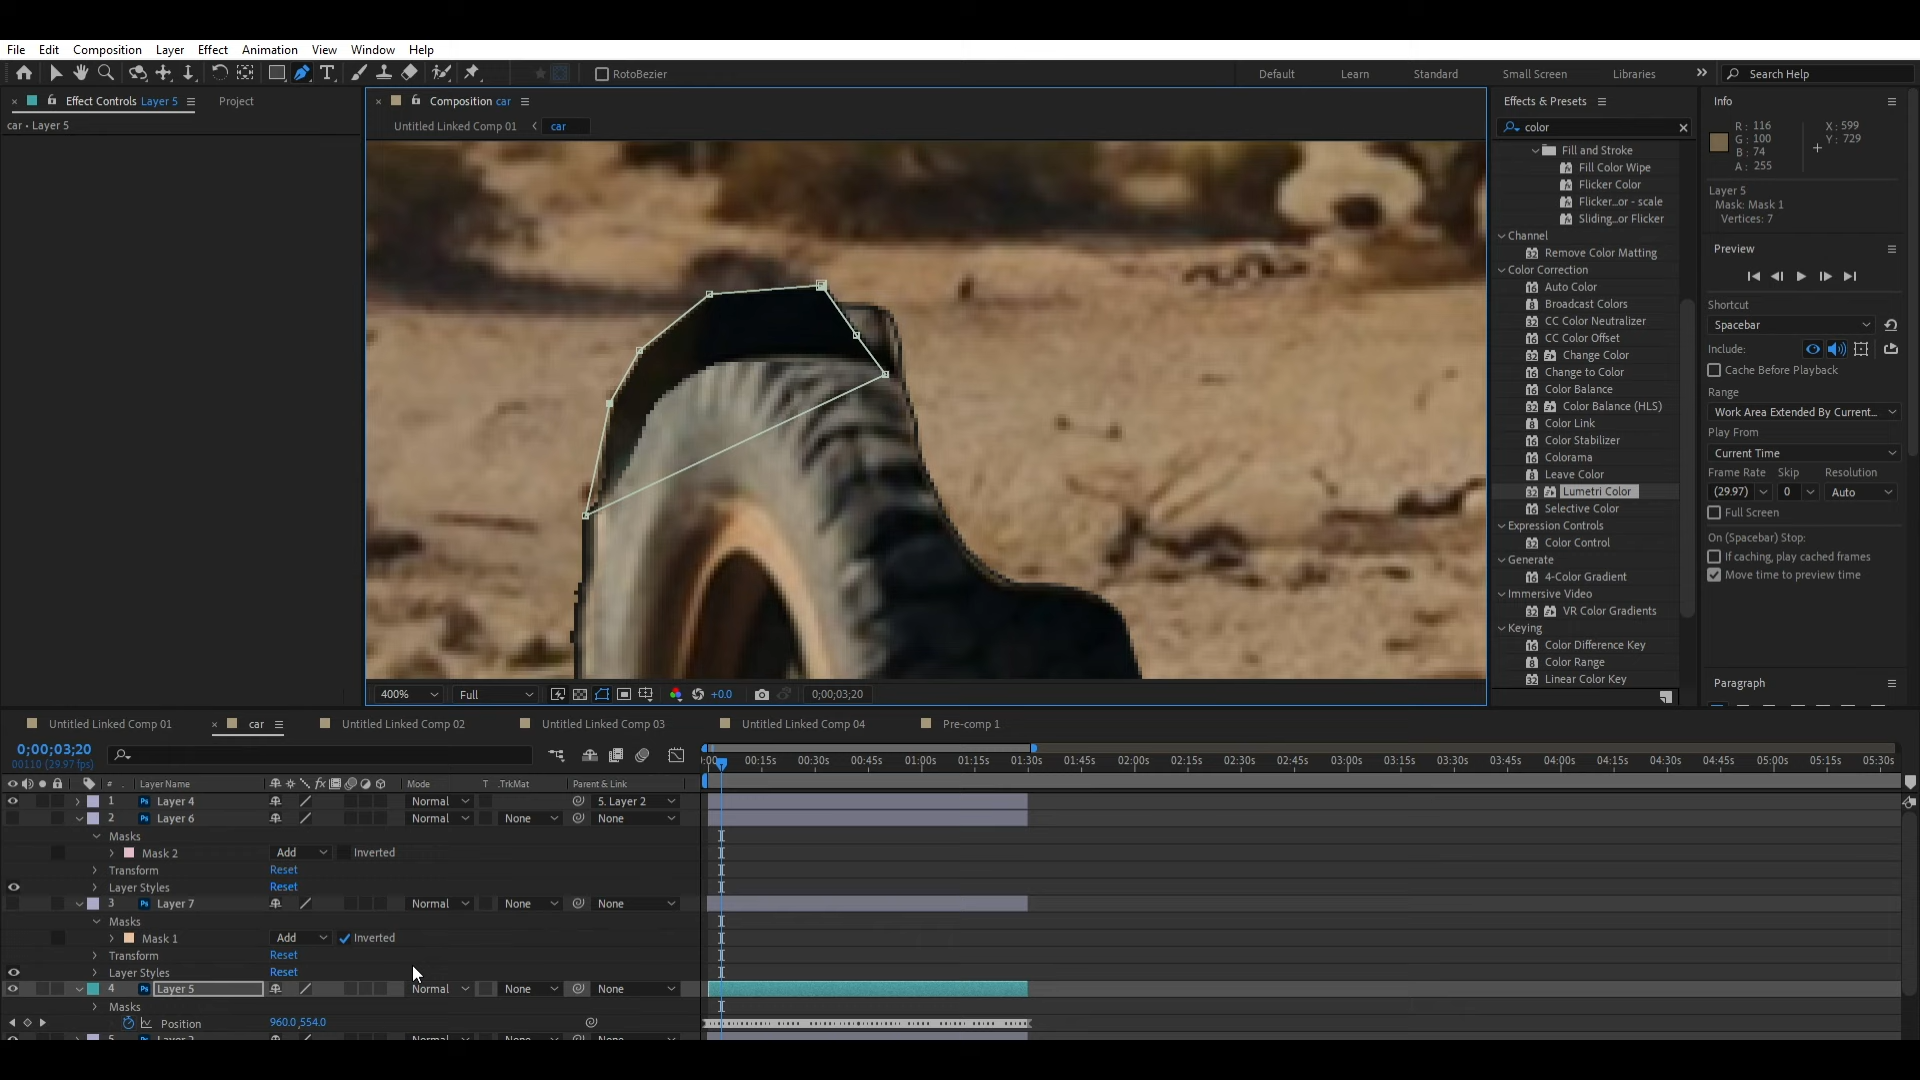 File Edit Composition Layer Effect Animation View Window Help
RotoBezier
Default Learn Standard Small Screen Libraries
Search Help
Effect Controls Layer 5
Project
car • Layer 5
Composition car
Untitled Linked Comp 01
car
Effects & Presets
color
Fill and Stroke
Fill Color Wipe
Flicker Color
Flicker...or - scale
Sliding...or Flicker
Channel
Remove Color Matting
Color Correction
Auto Color
Broadcast Colors
CC Color Neutralizer
CC Color Offset
Change Color
Change to Color
Color Balance
Color Balance (HLS)
Color Link
Color Stabilizer
Colorama
Leave Color
Lumetri Color
Selective Color
Expression Controls
Color Control
Generate
4-Color Gradient
Immersive Video
VR Color Gradients
Keying
Color Difference Key
Color Range
Linear Color Key
Info
R: 116
G: 100
B: 74
A: 255
X: 599
Y: 729
Layer 5
Mask: Mask 1
Vertices: 7
Preview
Shortcut
Spacebar
Include:
Cache Before Playback
Range
Work Area Extended By Current...
Play From
Current Time
Frame Rate Skip Resolution
(29.97) 0 Auto
Full Screen
On (Spacebar) Stop:
If caching, play cached frames
Move time to preview time
Paragraph
400% Full +0.0 0;00;03;20
Untitled Linked Comp 01 car Untitled Linked Comp 02 Untitled Linked Comp 03 Untitled Linked Comp 04 Pre-comp 1
0;00;03;20
00110 (29.97 fps)
# Layer Name Mode T .TrkMat Parent & Link
:00s 00:15s 00:30s 00:45s 01:00s 01:15s 01:30s 01:45s 02:00s 02:15s 02:30s 02:45s 03:00s 03:15s 03:30s 03:45s 04:00s 04:15s 04:30s 04:45s 05:00s 05:15s 05:30s
1 Ps Layer 4 Normal 5. Layer 2
2 Ps Layer 6 Normal None None
Masks
Mask 2 Add Inverted
Transform Reset
Layer Styles Reset
3 Ps Layer 7 Normal None None
Masks
Mask 1 Add Inverted
Transform Reset
Layer Styles Reset
4 Ps Layer 5 Normal None None
Masks
Position 960.0,554.0